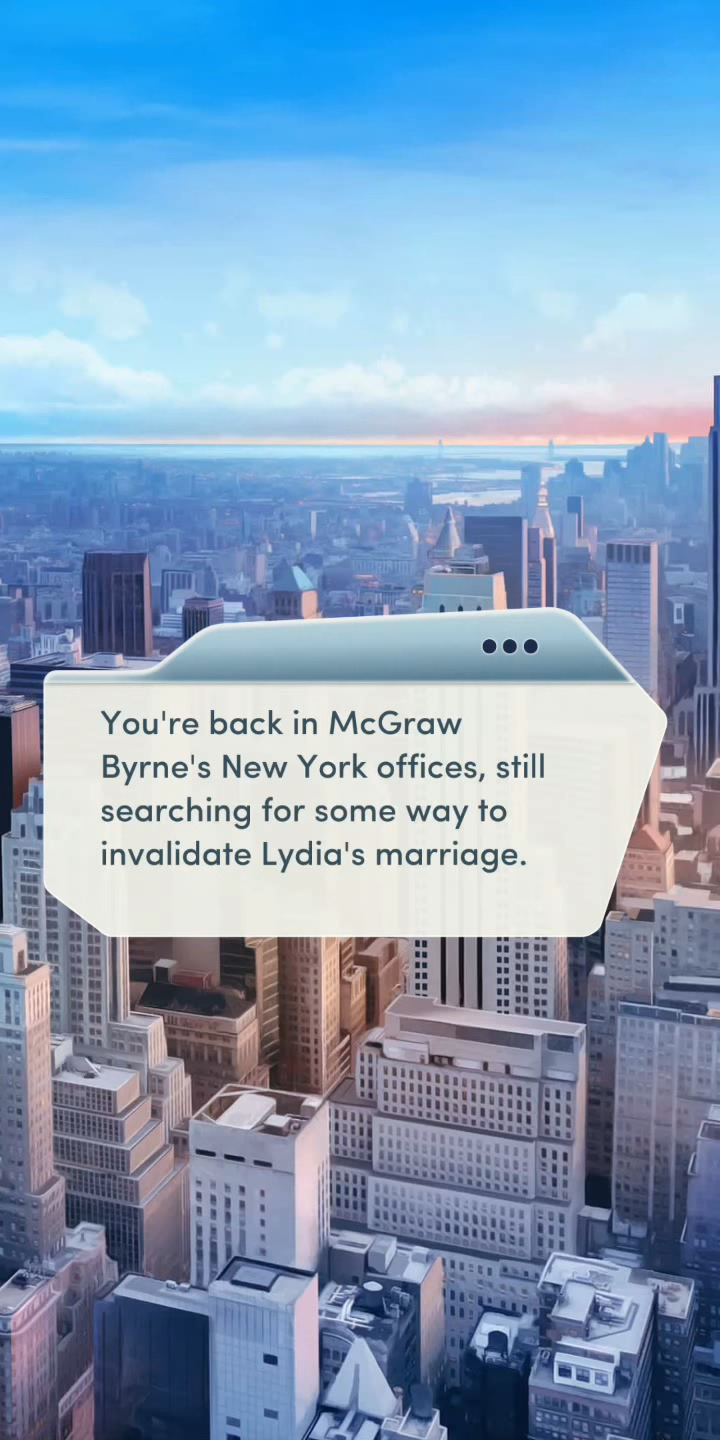 You're back in McGraw
Byrne's New York offices, still
searching for some way to
invalidate Lydia's marriage.